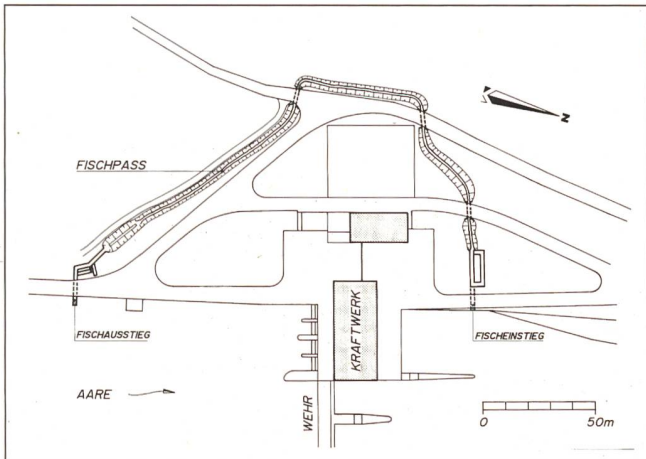 N
FISCHPASS
FISCHAUSSTIEG
FISCHEINSTIEG
KRAFTWERK
AARE
WEHR
0 50m